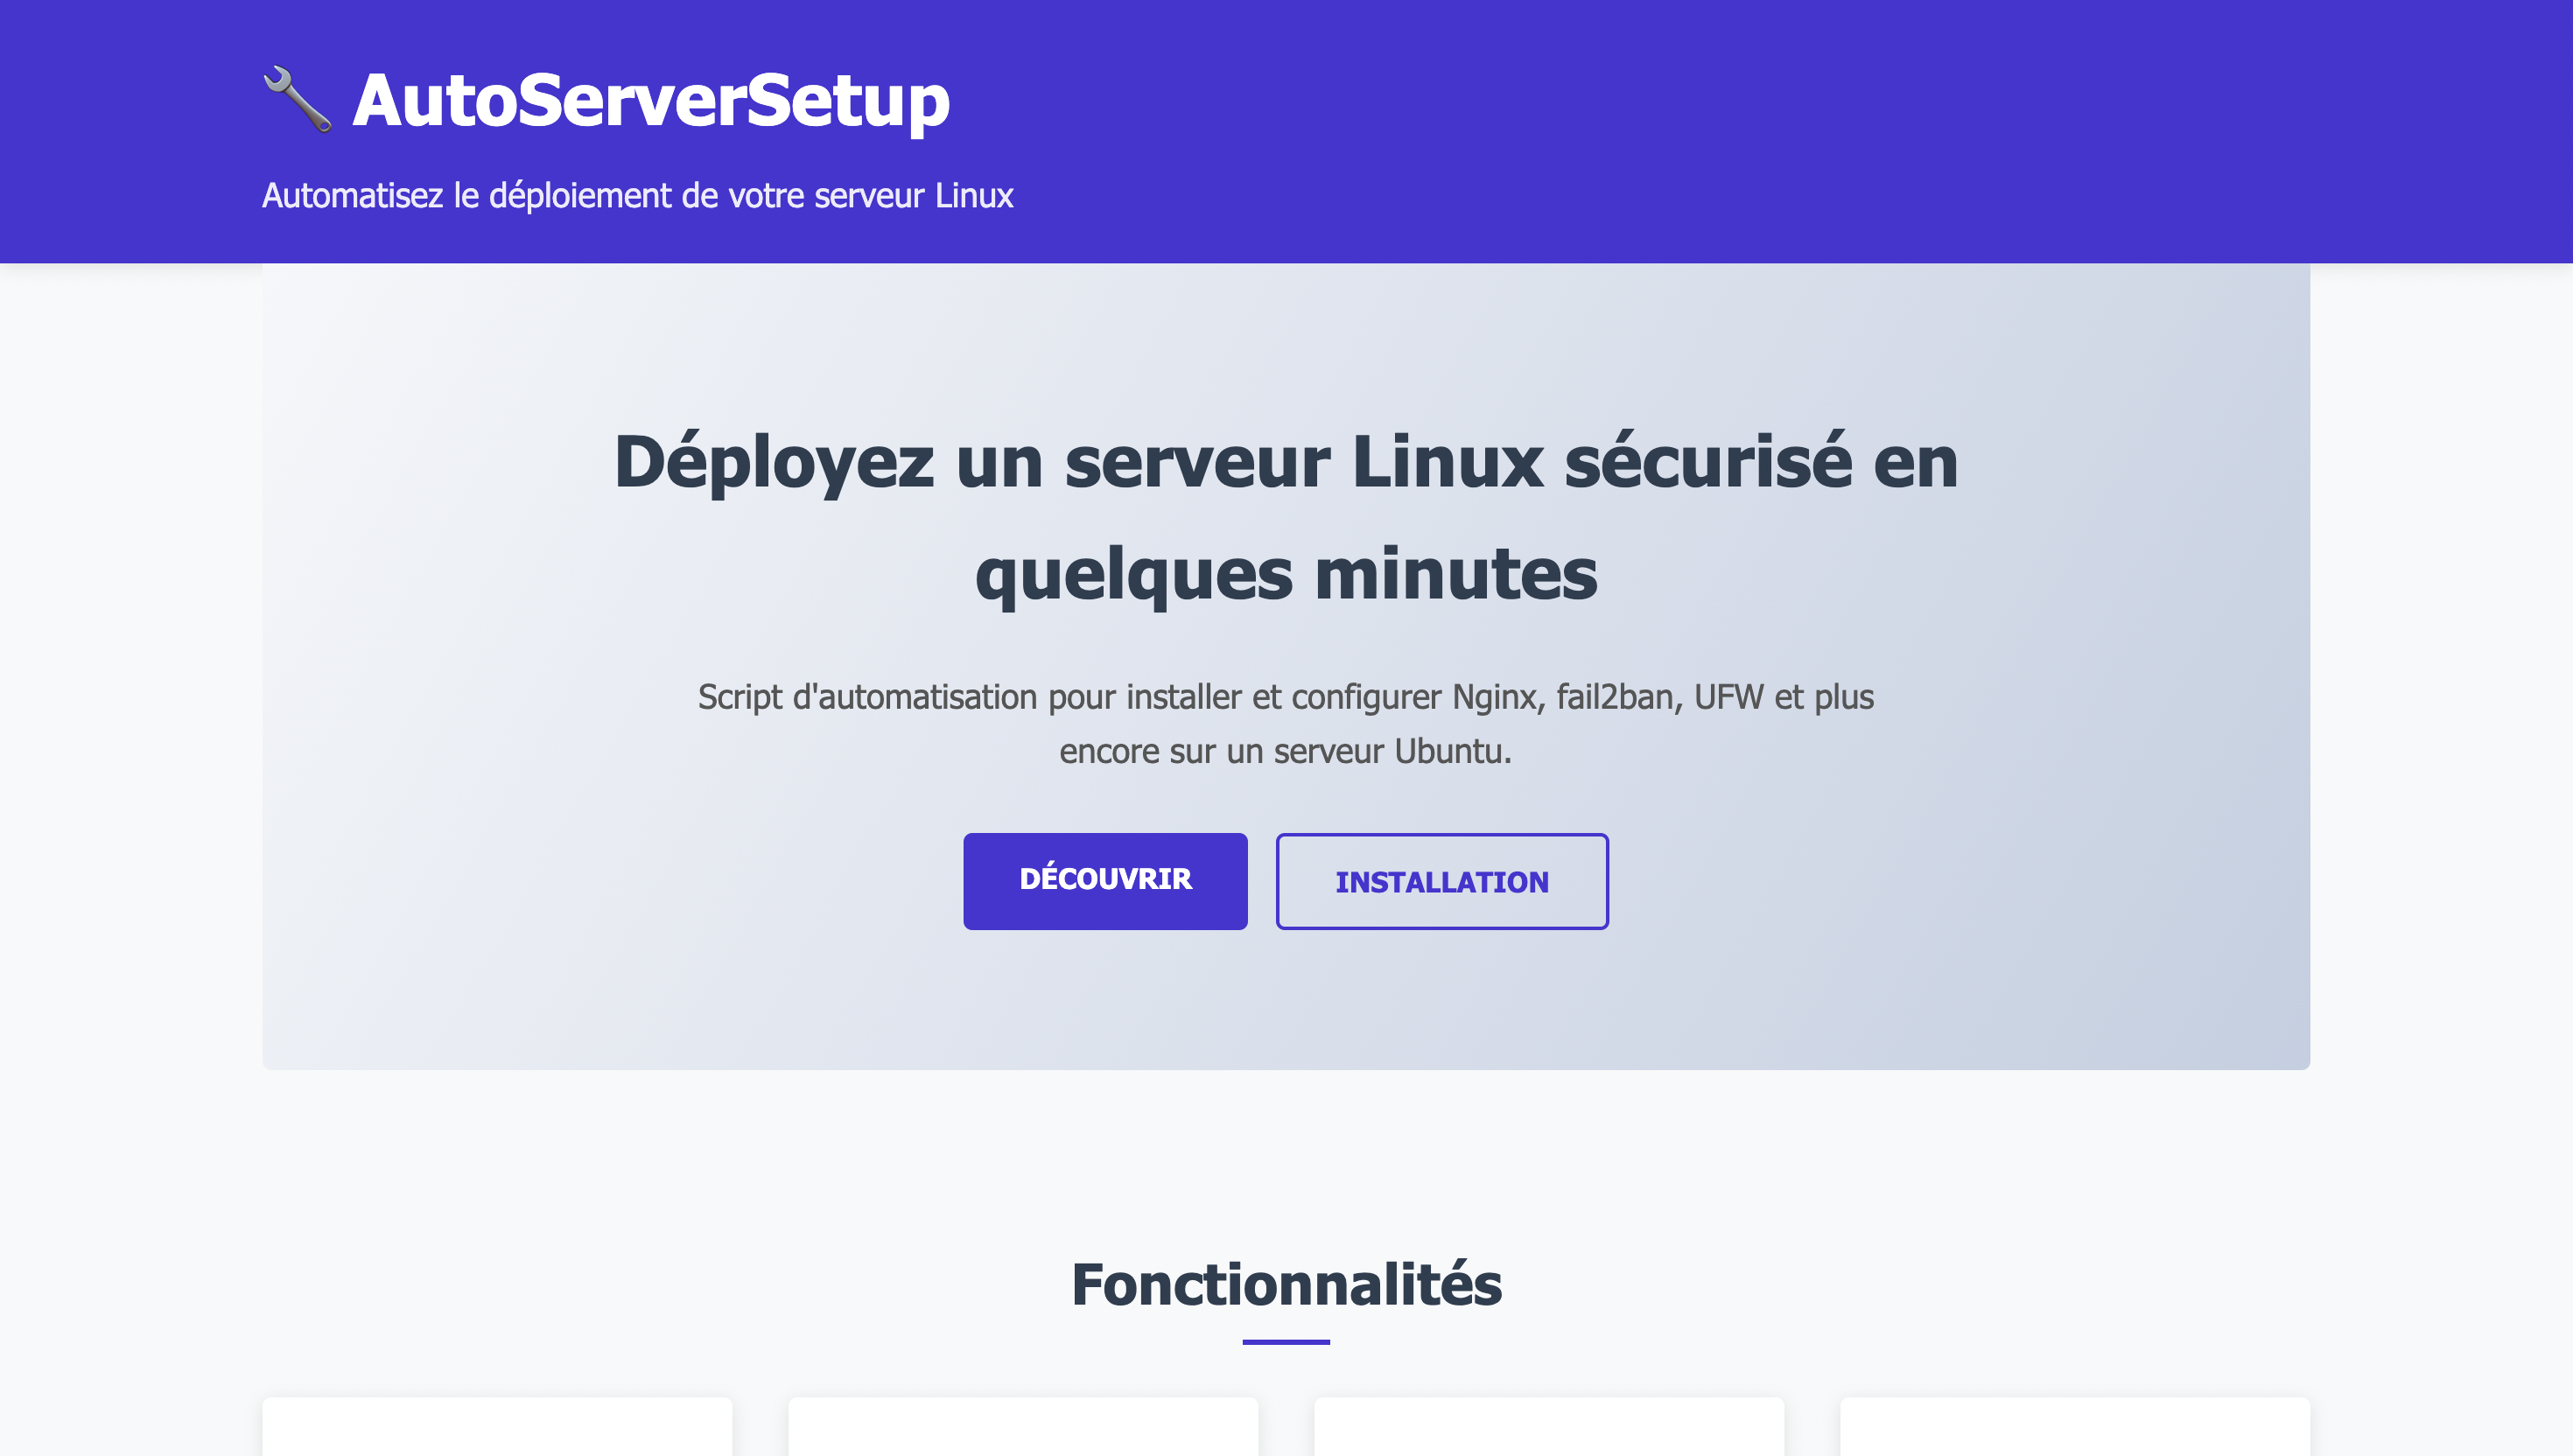 AutoServerSetup
Automatisez le déploiement de votre serveur Linux
Déployez un serveur Linux sécurisé en
quelques minutes
Script d'automatisation pour installer et configurer Nginx, fail2ban, UFW et plus
encore sur un serveur Ubuntu.
DÉCOUVRIR
INSTALLATION
Fonctionnalités